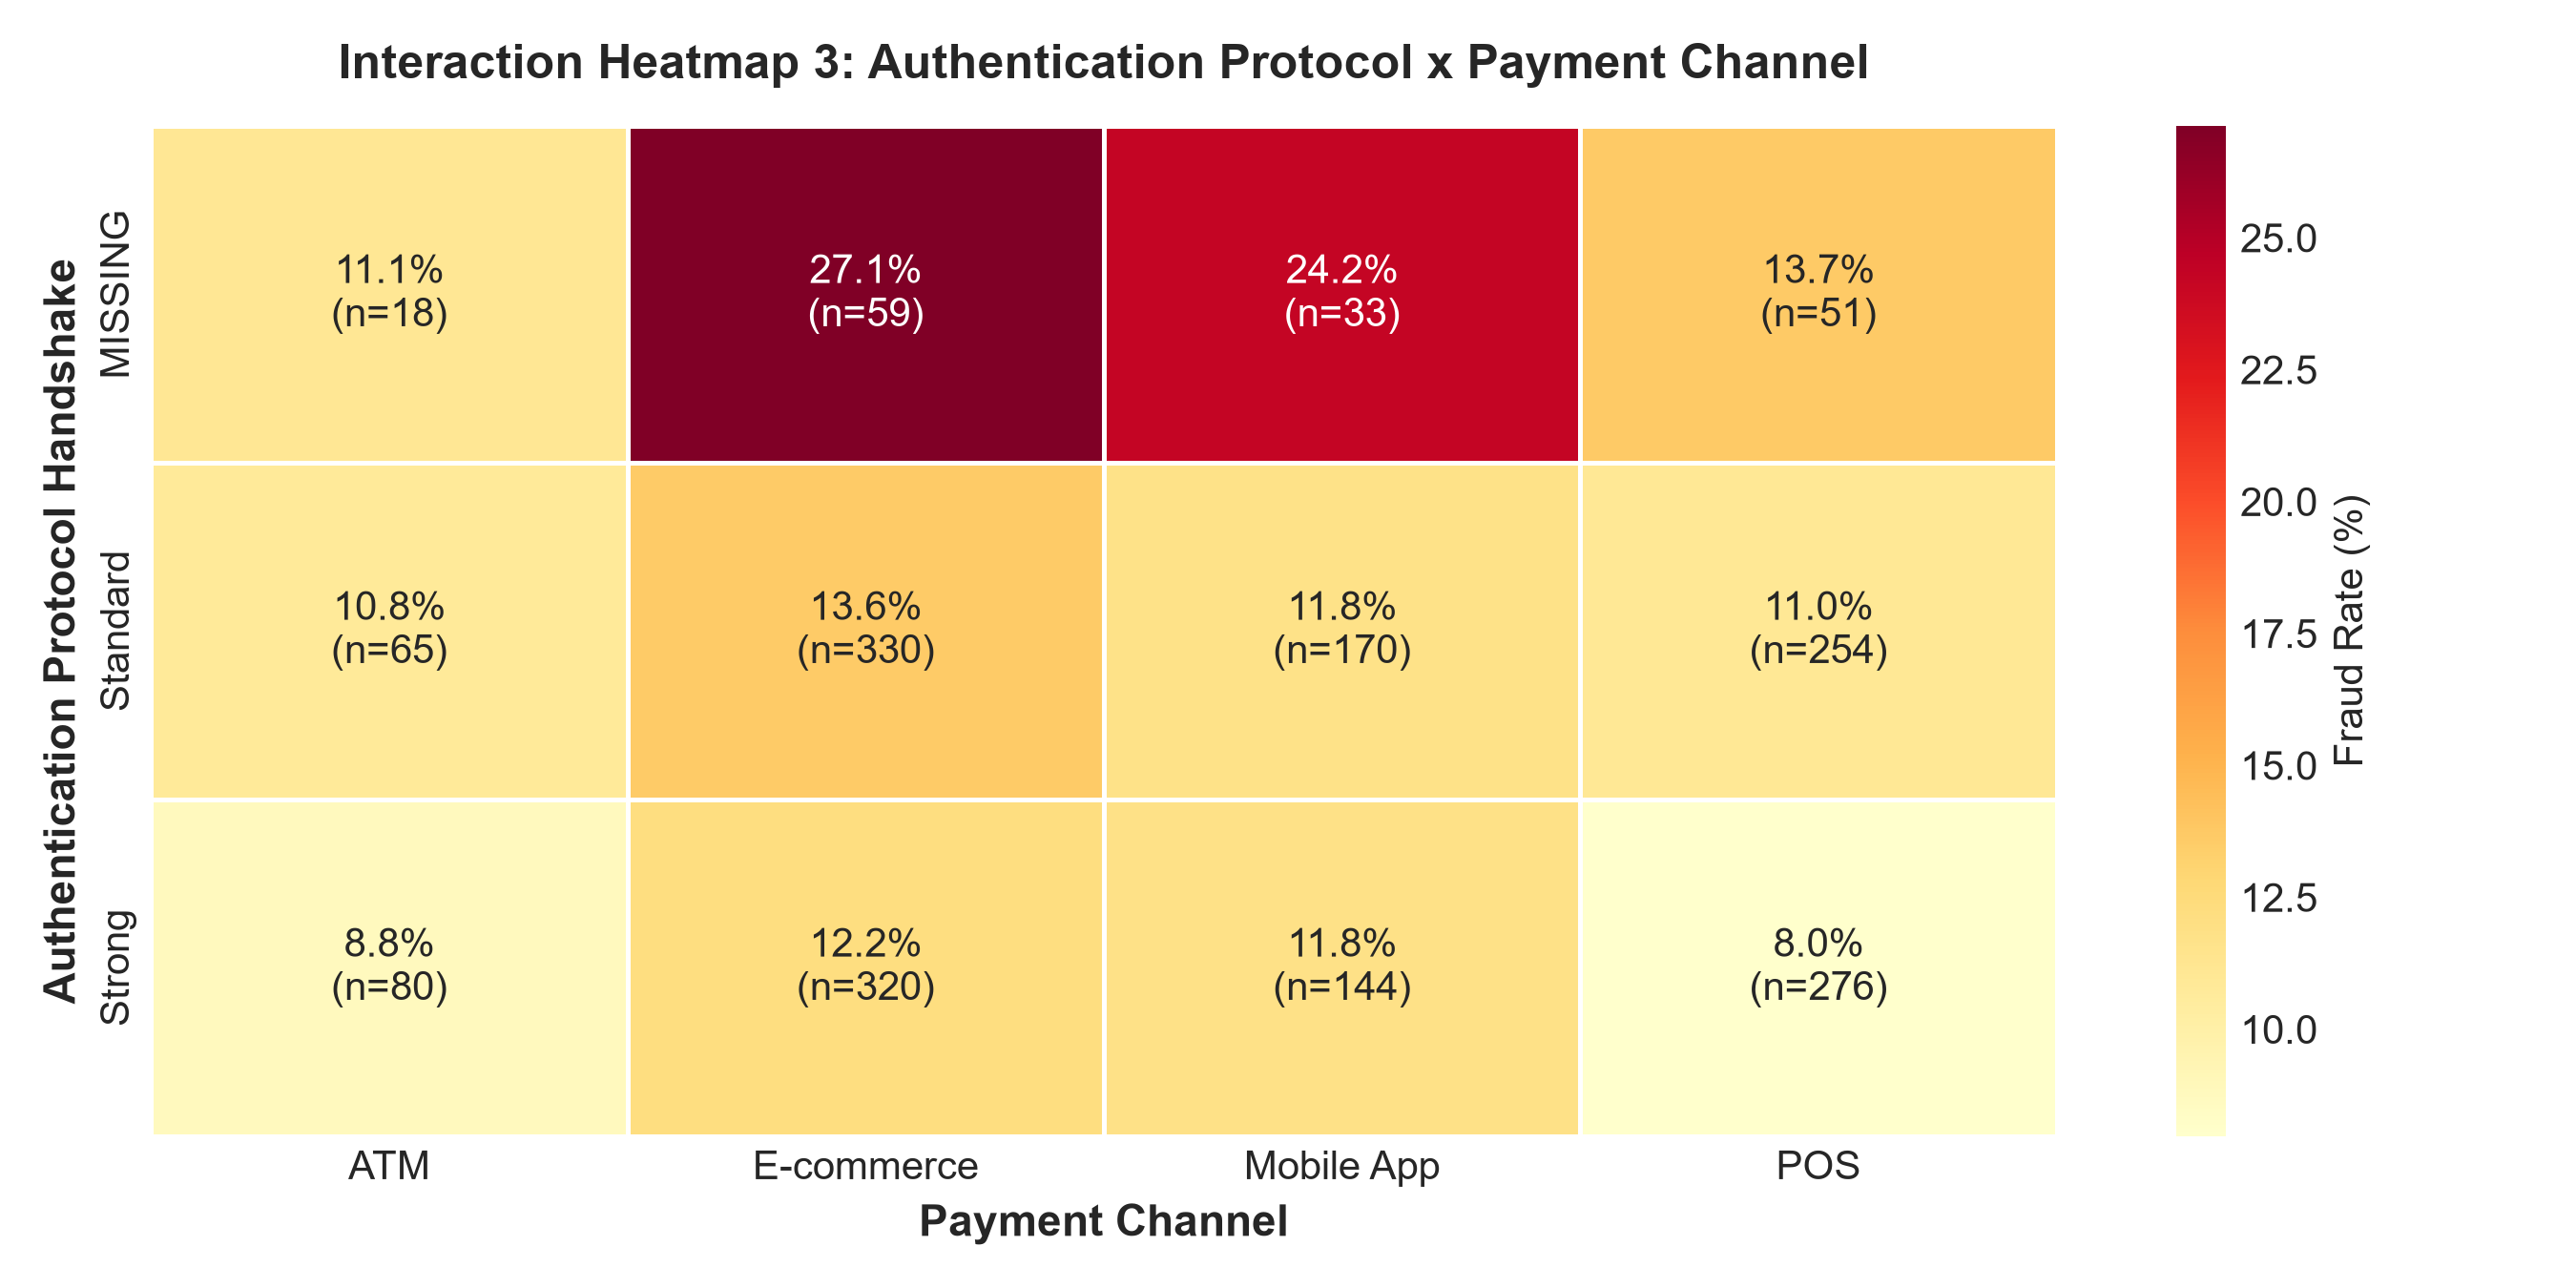 Interaction Heatmap 3: Authentication Protocol x Payment Channel
Authentication Protocol Handshake
MISSING
11.1%
(n=18)
27.1%
(n=59)
24.2%
(n=33)
13.7%
(n=51)
Standard
10.8%
(n=65)
13.6%
(n=330)
11.8%
(n=170)
11.0%
(n=254)
Strong
8.8%
(n=80)
12.2%
(n=320)
11.8%
(n=144)
8.0%
(n=276)
ATM
E-commerce
Mobile App
POS
Payment Channel
25.0
22.5
20.0
17.5
15.0
12.5
10.0
Fraud Rate (%)